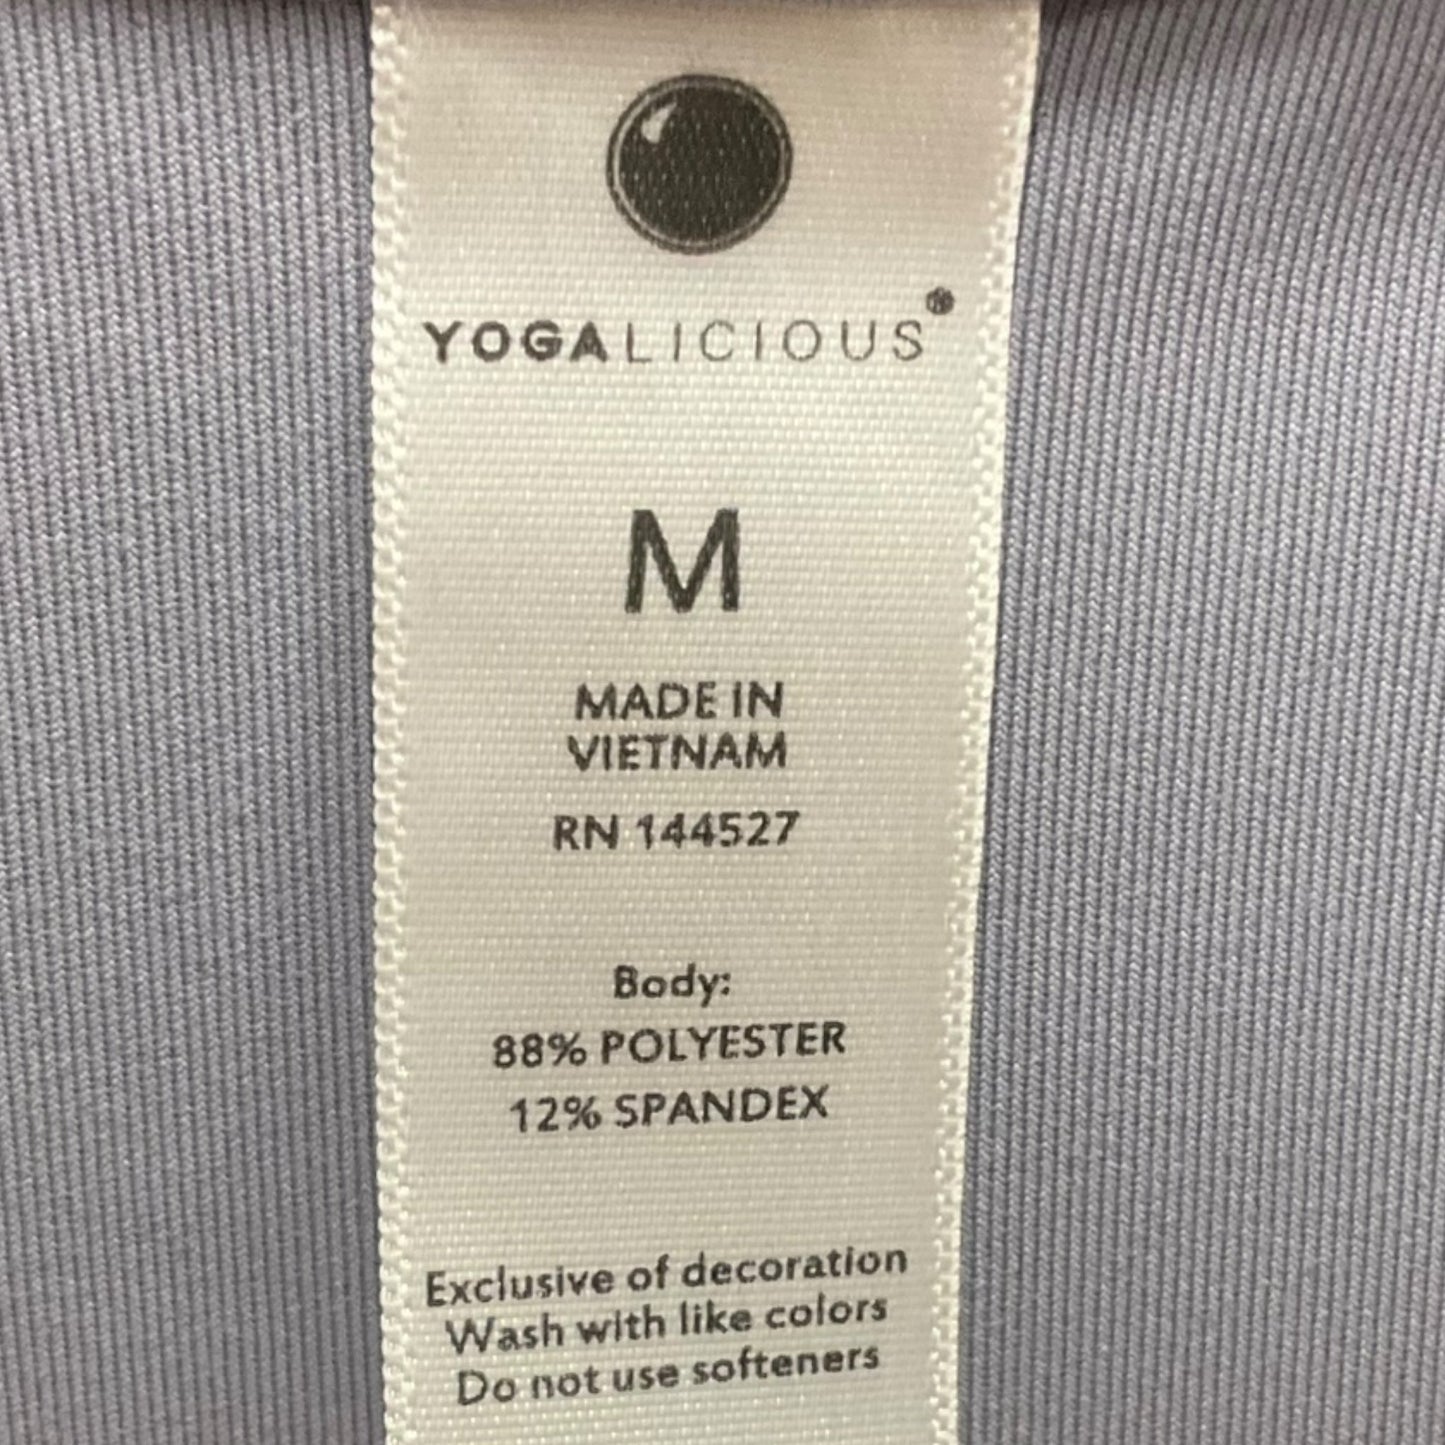 YOGALICIOUS®
M
MADE IN
VIETNAM
RN 144527
Body:
88% POLYESTER
12% SPANDEX
Exclusive of decoration
Wash with like colors
Do not use softeners